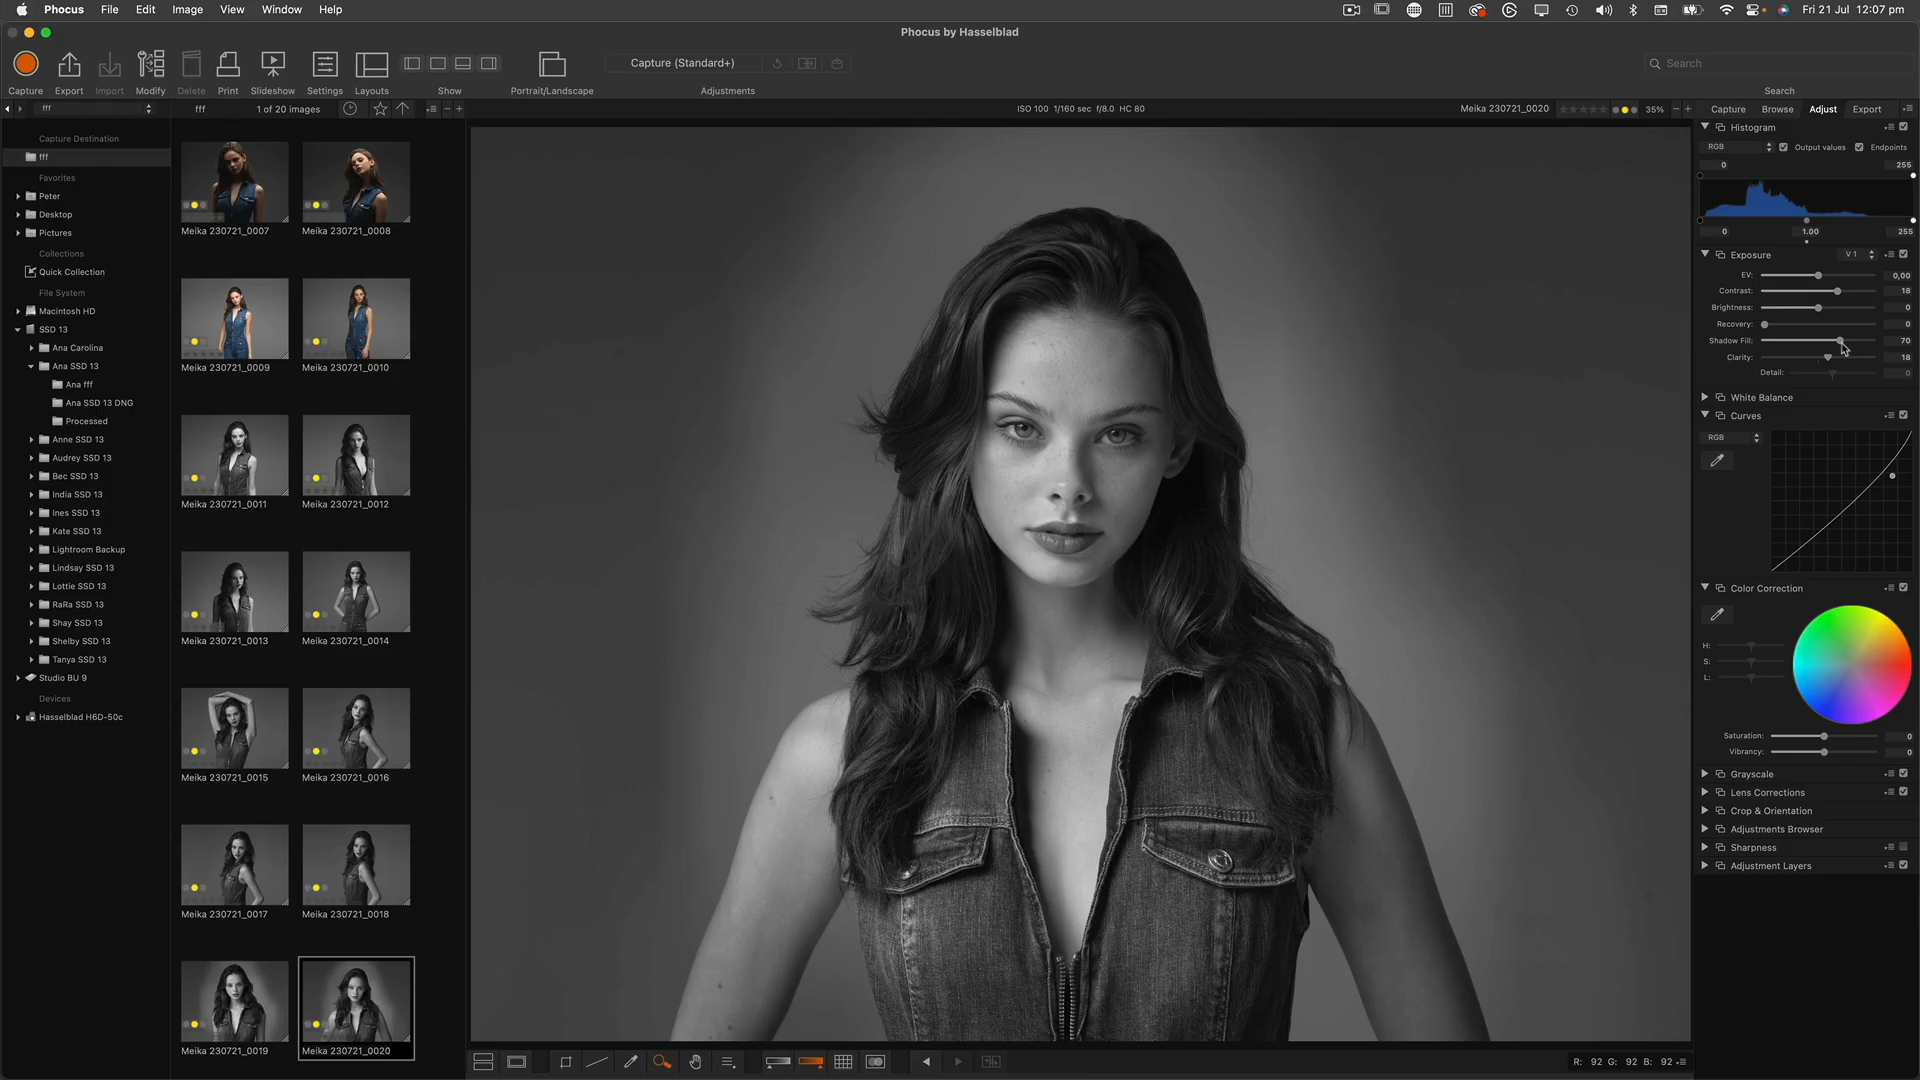 Phocus File Edit Image View Window Help
Fri 21 Jul 12:07 pm
Phocus by Hasselblad
Capture (Standard+)
Search
Capture Export Import Modify Delete Print Slideshow Settings Layouts Show Portrait/Landscape Adjustments Search
fff
fff 1 of 20 images
ISO 100 1/160 sec f/8.0 HC 80
Meika 230721_0020
35%
Capture Browse Adjust Export
Capture Destination
fff
Favorites
Peter
Desktop
Pictures
Collections
Quick Collection
File System
Macintosh HD
SSD 13
Ana Carolina
Ana SSD 13
Ana fff
Ana SSD 13 DNG
Processed
Anne SSD 13
Audrey SSD 13
Bec SSD 13
India SSD 13
Ines SSD 13
Kate SSD 13
Lightroom Backup
Lindsay SSD 13
Lottie SSD 13
RaRa SSD 13
Shay SSD 13
Shelby SSD 13
Tanya SSD 13
Studio BU 9
Devices
Hasselblad H6D-50c
Meika 230721_0007
Meika 230721_0008
Meika 230721_0009
Meika 230721_0010
Meika 230721_0011
Meika 230721_0012
Meika 230721_0013
Meika 230721_0014
Meika 230721_0015
Meika 230721_0016
Meika 230721_0017
Meika 230721_0018
Meika 230721_0019
Meika 230721_0020
Histogram
RGB Output values Endpoints
0 255
0 1.00 255
Exposure V 1
EV: 0,00
Contrast: 18
Brightness: 0
Recovery: 0
Shadow Fill: 70
Clarity: 18
Detail: 0
White Balance
Curves
RGB
Color Correction
H:
S:
L:
Saturation: 0
Vibrancy: 0
Grayscale
Lens Corrections
Crop & Orientation
Adjustments Browser
Sharpness
Adjustment Layers
R: 92 G: 92 B: 92